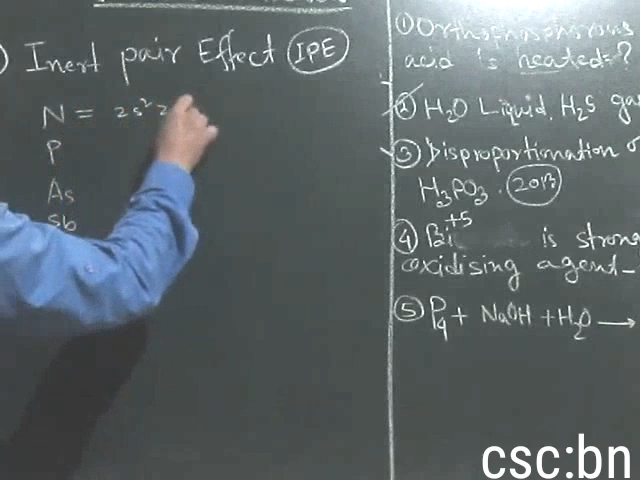 Inert pair Effect (IPE)
N = 2s² 2
P
As
Sb
① Orthophosphorous
acid is heated?
② H₂O Liquid, H₂S ga
③ Disproportionation o
H₃PO₃. 2013
④ Bi⁺⁵ is strong
oxidising agent
⑤ P₄ + NaOH + H₂O →
csc:bn